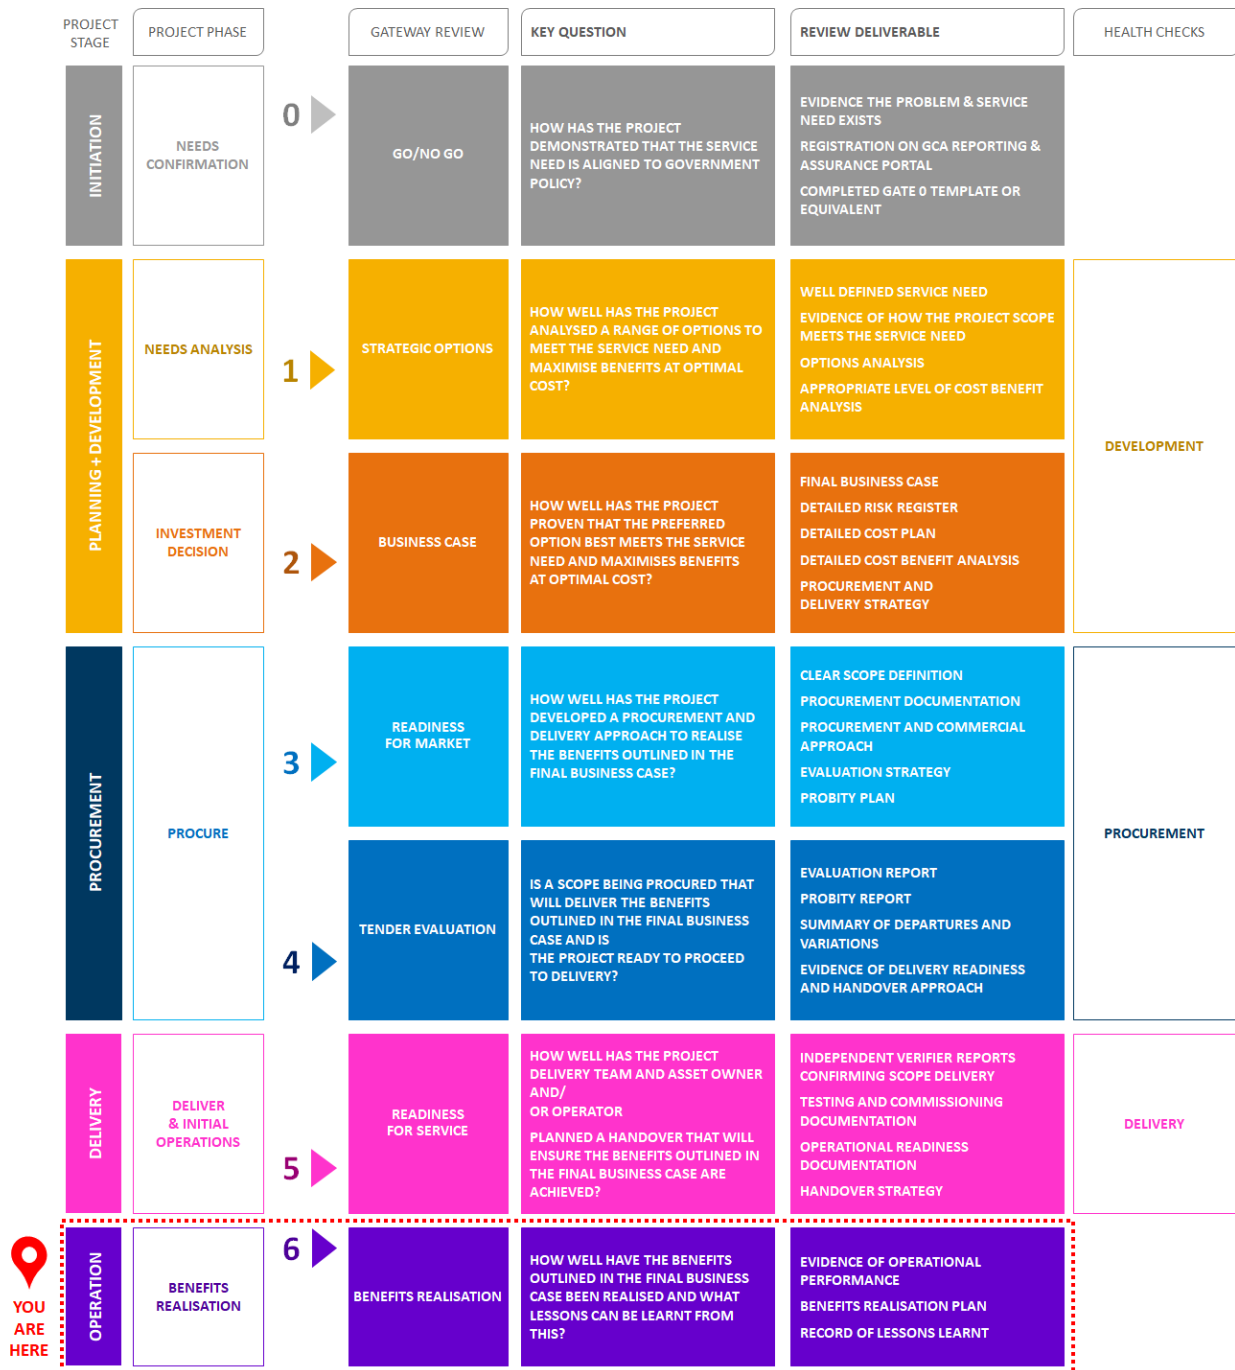 PROJECT
STAGE
PROJECT PHASE
GATEWAY REVIEW
KEY QUESTION
REVIEW DELIVERABLE
HEALTH CHECKS
INITIATION
NEEDS
CONFIRMATION
0
GO/NO GO
HOW HAS THE PROJECT
DEMONSTRATED THAT THE SERVICE
NEED IS ALIGNED TO GOVERNMENT
POLICY?
EVIDENCE THE PROBLEM & SERVICE
NEED EXISTS
REGISTRATION ON GCA REPORTING &
ASSURANCE PORTAL
COMPLETED GATE 0 TEMPLATE OR
EQUIVALENT
PLANNING + DEVELOPMENT
NEEDS ANALYSIS
1
STRATEGIC OPTIONS
HOW WELL HAS THE PROJECT
ANALYSED A RANGE OF OPTIONS TO
MEET THE SERVICE NEED AND
MAXIMISE BENEFITS AT OPTIMAL
COST?
WELL DEFINED SERVICE NEED
EVIDENCE OF HOW THE PROJECT SCOPE
MEETS THE SERVICE NEED
OPTIONS ANALYSIS
APPROPRIATE LEVEL OF COST BENEFIT
ANALYSIS
DEVELOPMENT
INVESTMENT
DECISION
2
BUSINESS CASE
HOW WELL HAS THE PROJECT
PROVEN THAT THE PREFERRED
OPTION BEST MEETS THE SERVICE
NEED AND MAXIMISES BENEFITS
AT OPTIMAL COST?
FINAL BUSINESS CASE
DETAILED RISK REGISTER
DETAILED COST PLAN
DETAILED COST BENEFIT ANALYSIS
PROCUREMENT AND
DELIVERY STRATEGY
PROCUREMENT
PROCURE
3
READINESS
FOR MARKET
HOW WELL HAS THE PROJECT
DEVELOPED A PROCUREMENT AND
DELIVERY APPROACH TO REALISE
THE BENEFITS OUTLINED IN THE
FINAL BUSINESS CASE?
CLEAR SCOPE DEFINITION
PROCUREMENT DOCUMENTATION
PROCUREMENT AND COMMERCIAL
APPROACH
EVALUATION STRATEGY
PROBITY PLAN
PROCUREMENT
4
TENDER EVALUATION
IS A SCOPE BEING PROCURED THAT
WILL DELIVER THE BENEFITS
OUTLINED IN THE FINAL BUSINESS
CASE AND IS
THE PROJECT READY TO PROCEED
TO DELIVERY?
EVALUATION REPORT
PROBITY REPORT
SUMMARY OF DEPARTURES AND
VARIATIONS
EVIDENCE OF DELIVERY READINESS
AND HANDOVER APPROACH
DELIVERY
DELIVER
& INITIAL
OPERATIONS
5
READINESS
FOR SERVICE
HOW WELL HAS THE PROJECT
DELIVERY TEAM AND ASSET OWNER
AND/
OR OPERATOR
PLANNED A HANDOVER THAT WILL
ENSURE THE BENEFITS OUTLINED IN
THE FINAL BUSINESS CASE ARE
ACHIEVED?
INDEPENDENT VERIFIER REPORTS
CONFIRMING SCOPE DELIVERY
TESTING AND COMMISSIONING
DOCUMENTATION
OPERATIONAL READINESS
DOCUMENTATION
HANDOVER STRATEGY
DELIVERY
YOU
ARE
HERE
OPERATION
BENEFITS
REALISATION
6
BENEFITS REALISATION
HOW WELL HAVE THE BENEFITS
OUTLINED IN THE FINAL BUSINESS
CASE BEEN REALISED AND WHAT
LESSONS CAN BE LEARNT FROM
THIS?
EVIDENCE OF OPERATIONAL
PERFORMANCE
BENEFITS REALISATION PLAN
RECORD OF LESSONS LEARNT